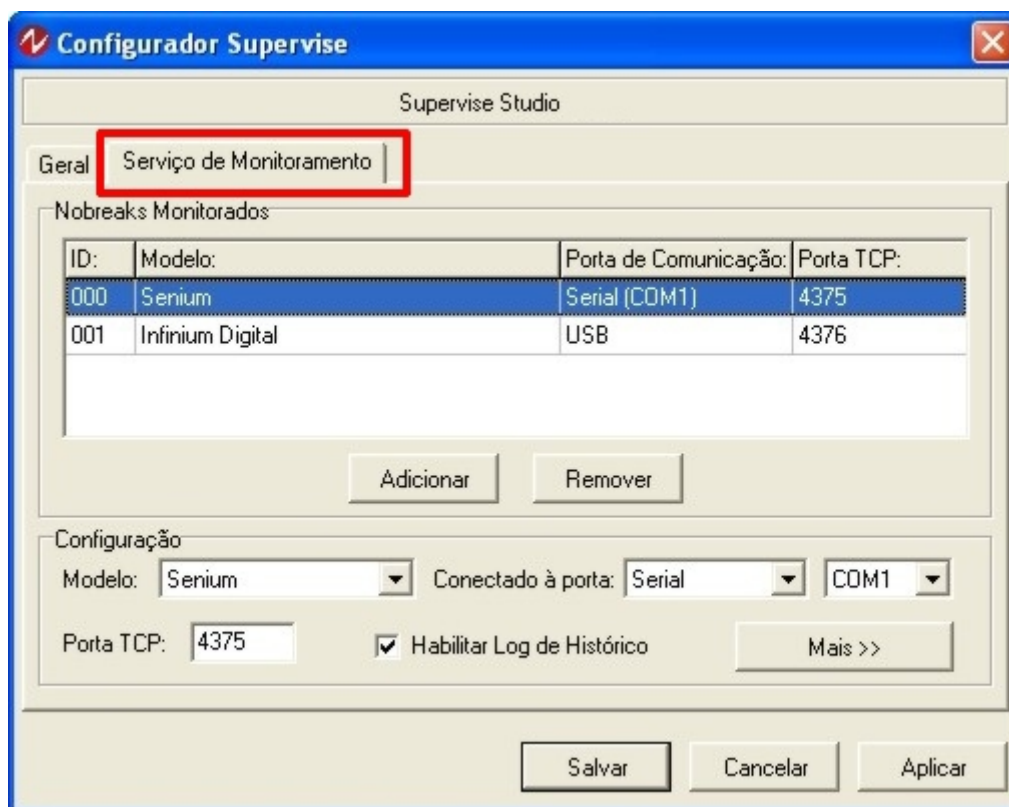 Configurador Supervise
Supervise Studio
Geral Serviço de Monitoramento
Nobreaks Monitorados
ID: Modelo: Porta de Comunicação: Porta TCP:
000 Senium Serial (COM1) 4375
001 Infinium Digital USB 4376
Adicionar Remover
Configuração
Modelo: Senium Conectado à porta: Serial COM1
Porta TCP: 4375 Habilitar Log de Histórico Mais >>
Salvar Cancelar Aplicar